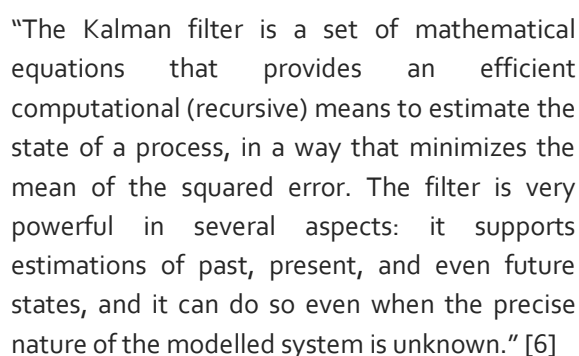 “The Kalman filter is a set of mathematical
equations that provides an efficient
computational (recursive) means to estimate the
state of a process, in a way that minimizes the
mean of the squared error. The filter is very
powerful in several aspects: it supports
estimations of past, present, and even future
states, and it can do so even when the precise
nature of the modelled system is unknown.” [6]